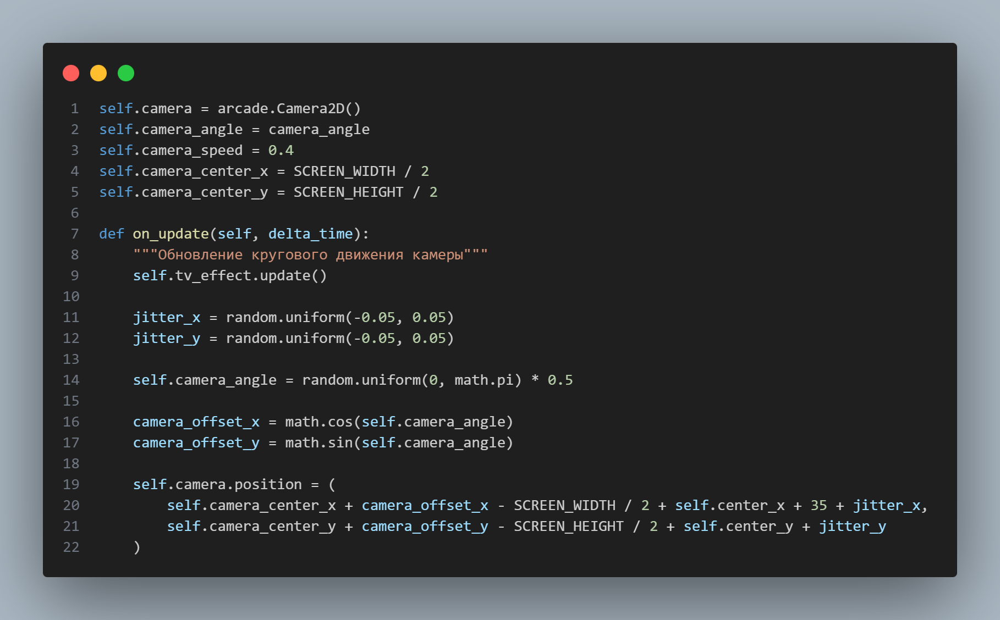 1 self.camera = arcade.Camera2D()
2 self.camera_angle = camera_angle
3 self.camera_speed = 0.4
4 self.camera_center_x = SCREEN_WIDTH / 2
5 self.camera_center_y = SCREEN_HEIGHT / 2
6
7 def on_update(self, delta_time):
8     """Обновление кругового движения камеры"""
9     self.tv_effect.update()
10
11     jitter_x = random.uniform(-0.05, 0.05)
12     jitter_y = random.uniform(-0.05, 0.05)
13
14     self.camera_angle = random.uniform(0, math.pi) * 0.5
15
16     camera_offset_x = math.cos(self.camera_angle)
17     camera_offset_y = math.sin(self.camera_angle)
18
19     self.camera.position = (
20         self.camera_center_x + camera_offset_x - SCREEN_WIDTH / 2 + self.center_x + 35 + jitter_x,
21         self.camera_center_y + camera_offset_y - SCREEN_HEIGHT / 2 + self.center_y + jitter_y
22     )